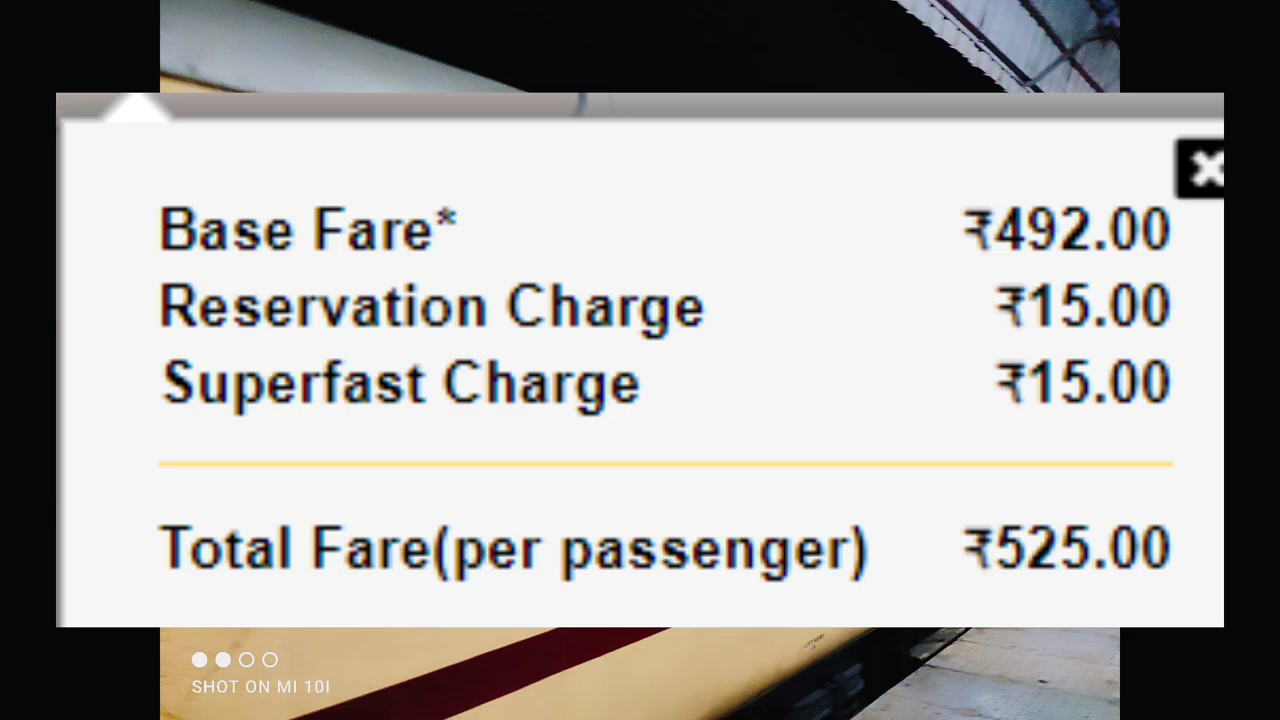 Base Fare* ₹492.00
Reservation Charge ₹15.00
Superfast Charge ₹15.00
Total Fare(per passenger) ₹525.00
SHOT ON MI 10I